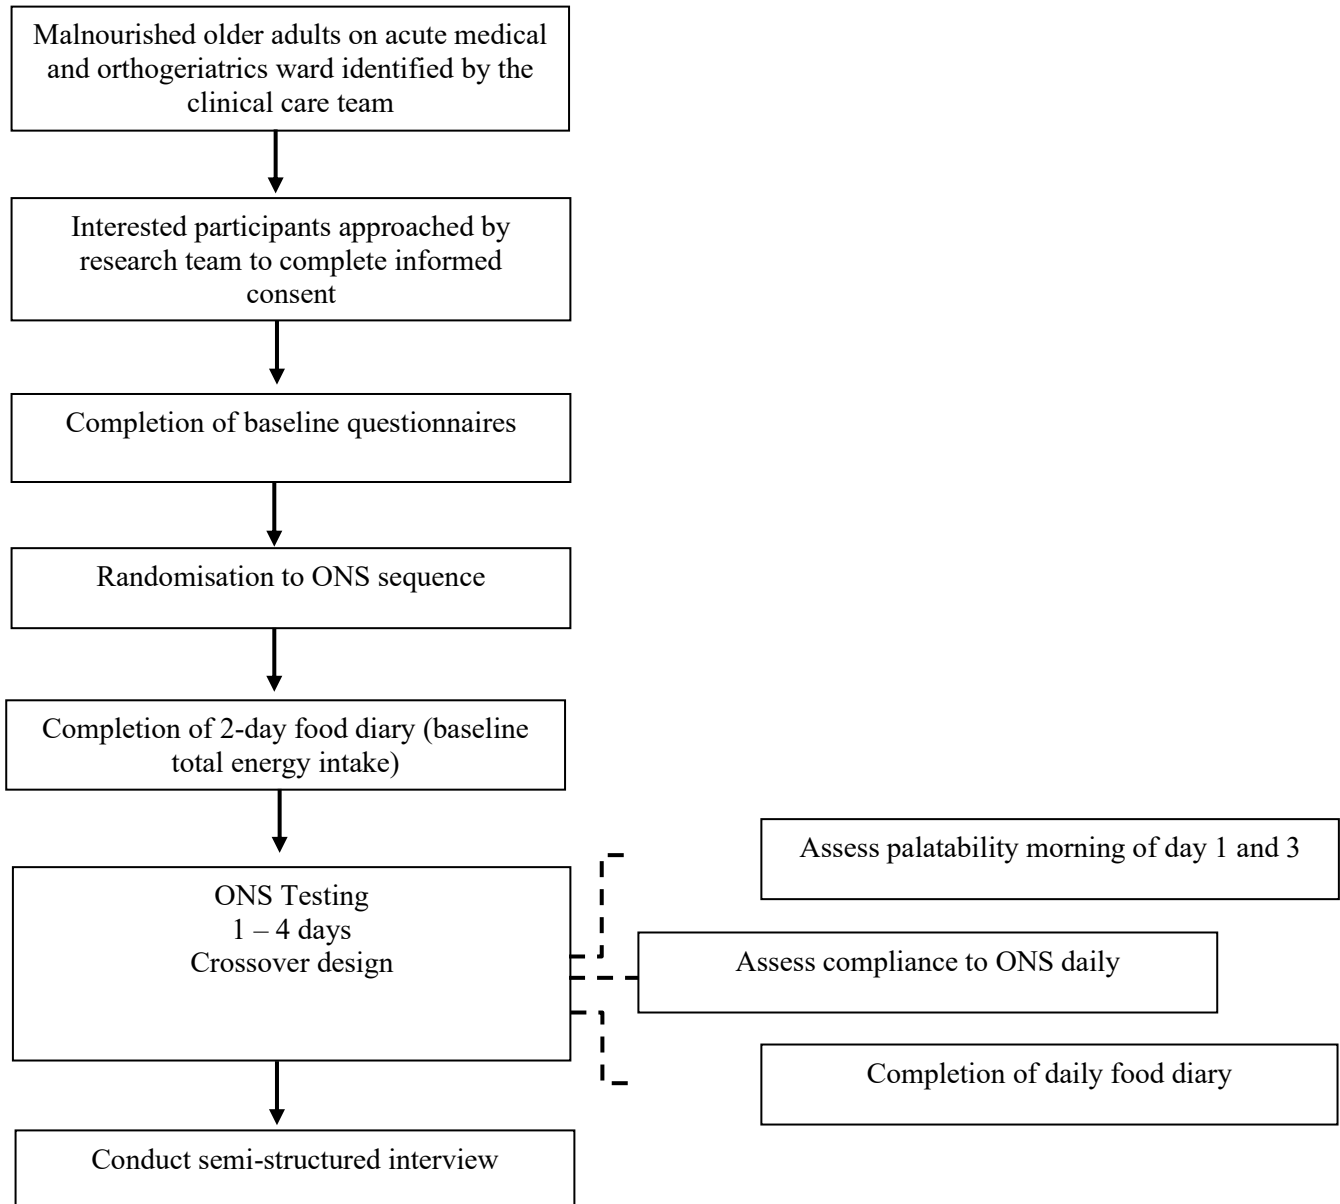 Malnourished older adults on acute medical
and orthogeriatrics ward identified by the
clinical care team
Interested participants approached by
research team to complete informed
consent
Completion of baseline questionnaires
Randomisation to ONS sequence
Completion of 2-day food diary (baseline
total energy intake)
ONS Testing
1 – 4 days
Crossover design
Assess palatability morning of day 1 and 3
Assess compliance to ONS daily
Completion of daily food diary
Conduct semi-structured interview